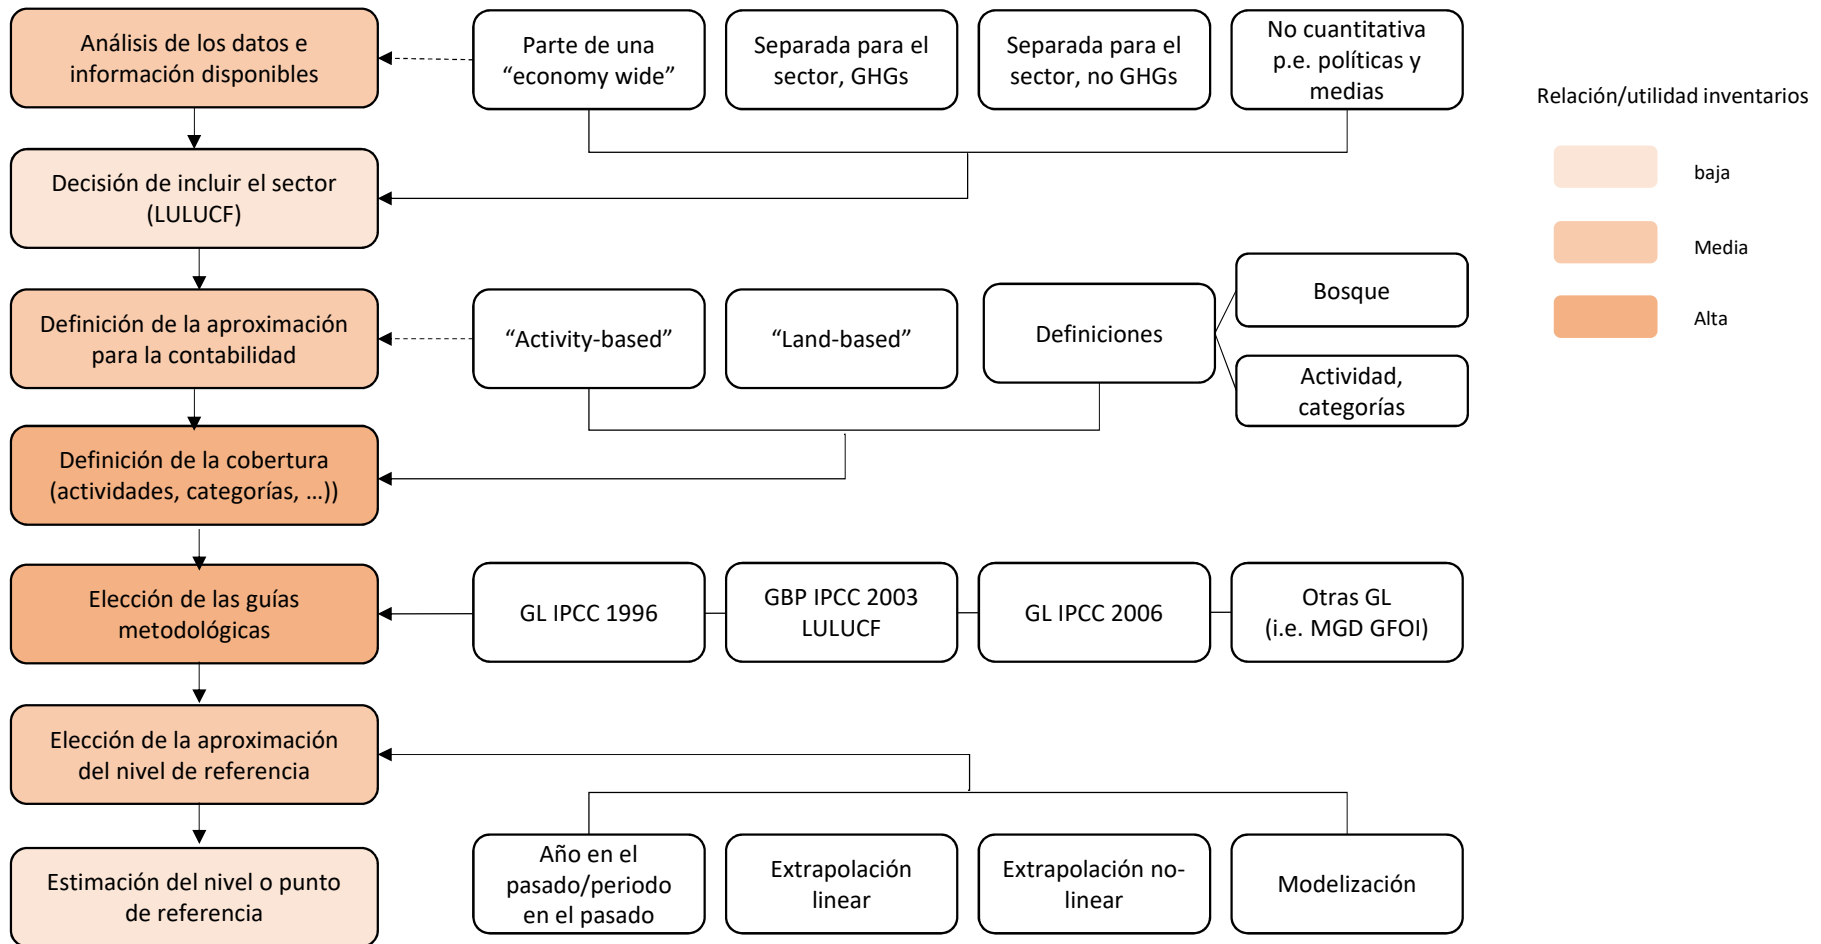 Análisis de los datos e
información disponibles
Parte de una
“economy wide”
Separada para el
sector, GHGs
Separada para el
sector, no GHGs
No cuantitativa
p.e. políticas y
medias
Relación/utilidad inventarios
baja
Media
Alta
Decisión de incluir el sector
(LULUCF)
Definición de la aproximación
para la contabilidad
“Activity-based”
“Land-based”
Definiciones
Bosque
Actividad,
categorías
Definición de la cobertura
(actividades, categorías, …))
Elección de las guías
metodológicas
GL IPCC 1996
GBP IPCC 2003
LULUCF
GL IPCC 2006
Otras GL
(i.e. MGD GFOI)
Elección de la aproximación
del nivel de referencia
Estimación del nivel o punto
de referencia
Año en el
pasado/periodo
en el pasado
Extrapolación
linear
Extrapolación no-
linear
Modelización